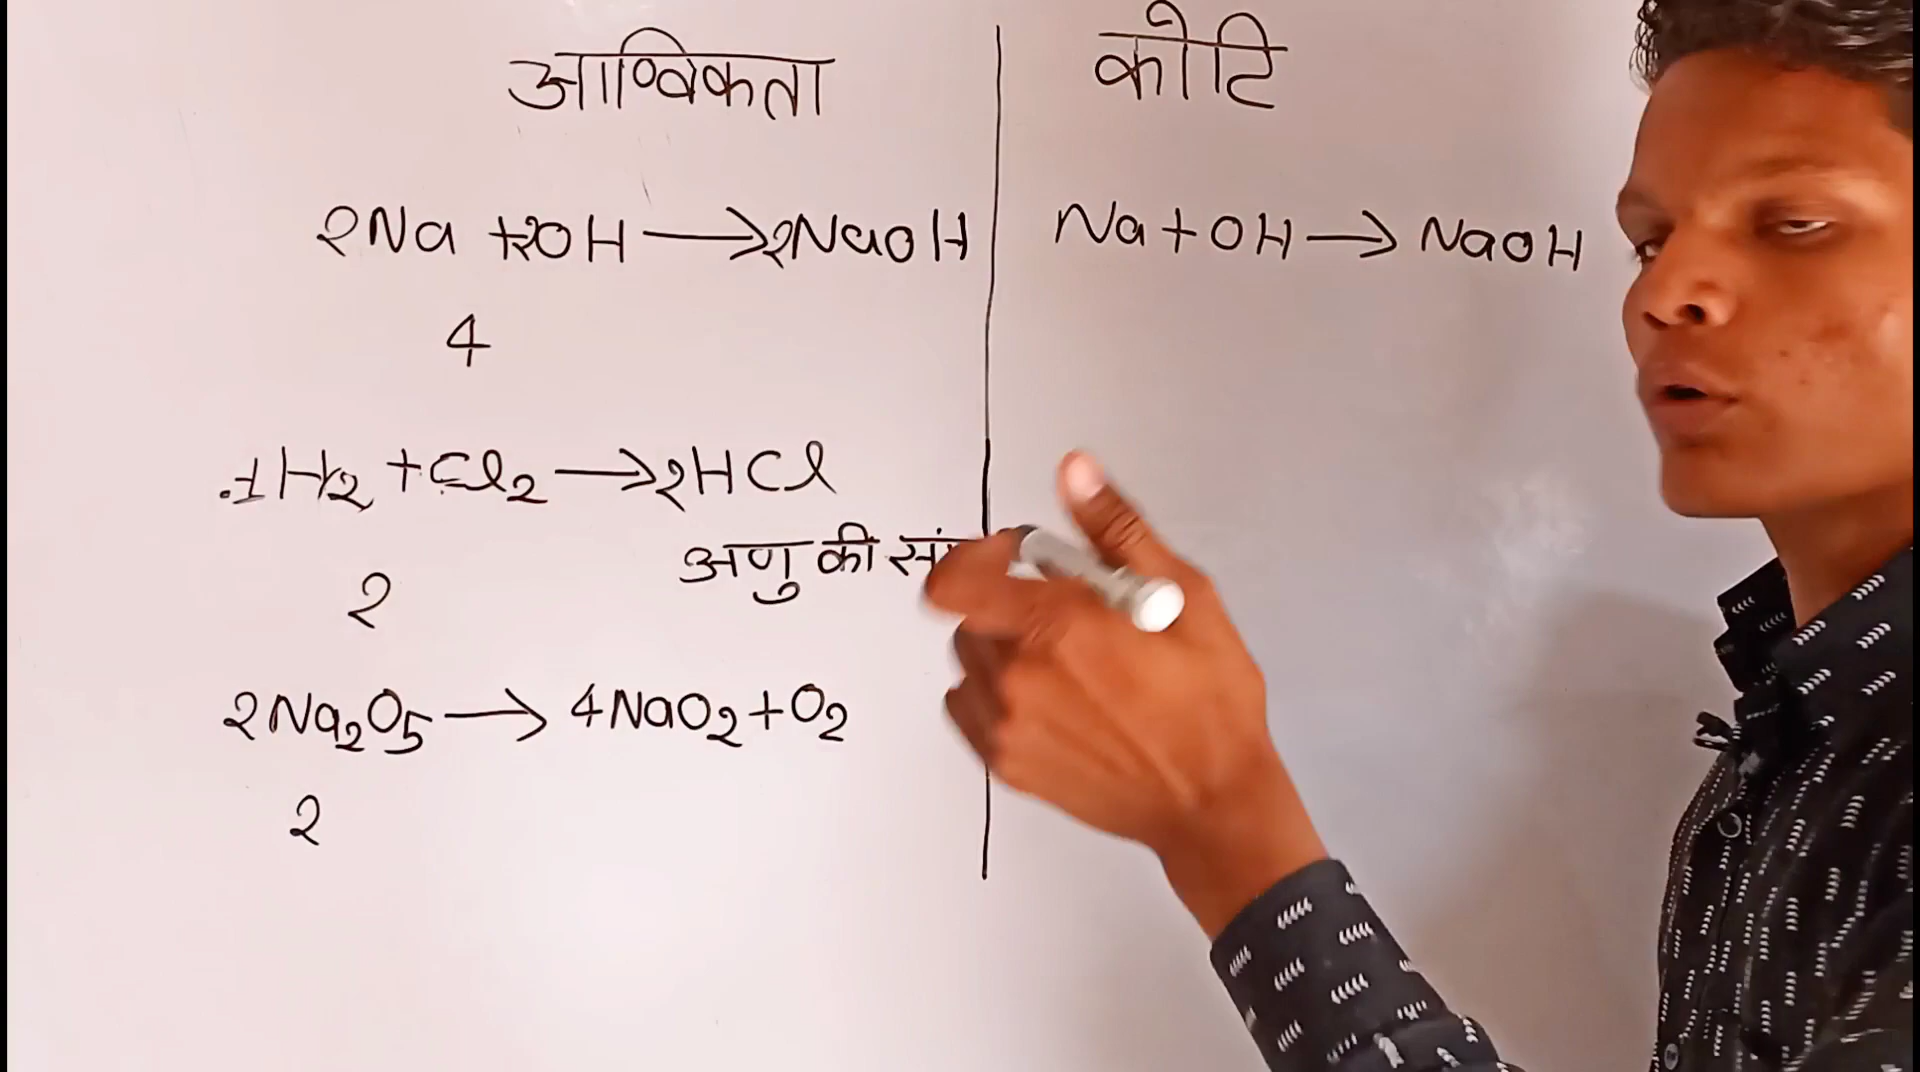 आण्विकता
कोटि
2Na +2OH → 2NaOH
Na + OH → NaOH
4
1H2 + Cl2 → 2HCl
अणु की
2
2Na2O5 → 4NaO2 + O2
2